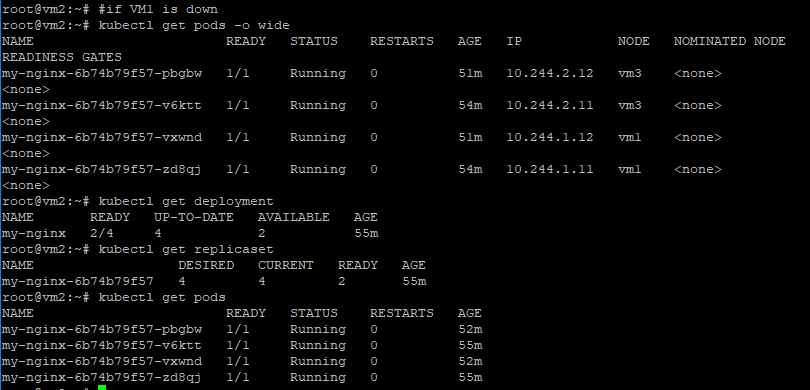 root@vm2:~# #if VM1 is down
root@vm2:~# kubectl get pods -o wide
NAME READY STATUS RESTARTS AGE IP NODE NOMINATED NODE
READINESS GATES
my-nginx-6b74b79f57-pbgbw 1/1 Running 0 51m 10.244.2.12 vm3 <none>
<none>
my-nginx-6b74b79f57-v6ktt 1/1 Running 0 54m 10.244.2.11 vm3 <none>
<none>
my-nginx-6b74b79f57-vxwnd 1/1 Running 0 51m 10.244.1.12 vm1 <none>
<none>
my-nginx-6b74b79f57-zd8qj 1/1 Running 0 54m 10.244.1.11 vm1 <none>
<none>
root@vm2:~# kubectl get deployment
NAME READY UP-TO-DATE AVAILABLE AGE
my-nginx 2/4 4 2 55m
root@vm2:~# kubectl get replicaset
NAME DESIRED CURRENT READY AGE
my-nginx-6b74b79f57 4 4 2 55m
root@vm2:~# kubectl get pods
NAME READY STATUS RESTARTS AGE
my-nginx-6b74b79f57-pbgbw 1/1 Running 0 52m
my-nginx-6b74b79f57-v6ktt 1/1 Running 0 55m
my-nginx-6b74b79f57-vxwnd 1/1 Running 0 52m
my-nginx-6b74b79f57-zd8qj 1/1 Running 0 55m
root@vm2:~#